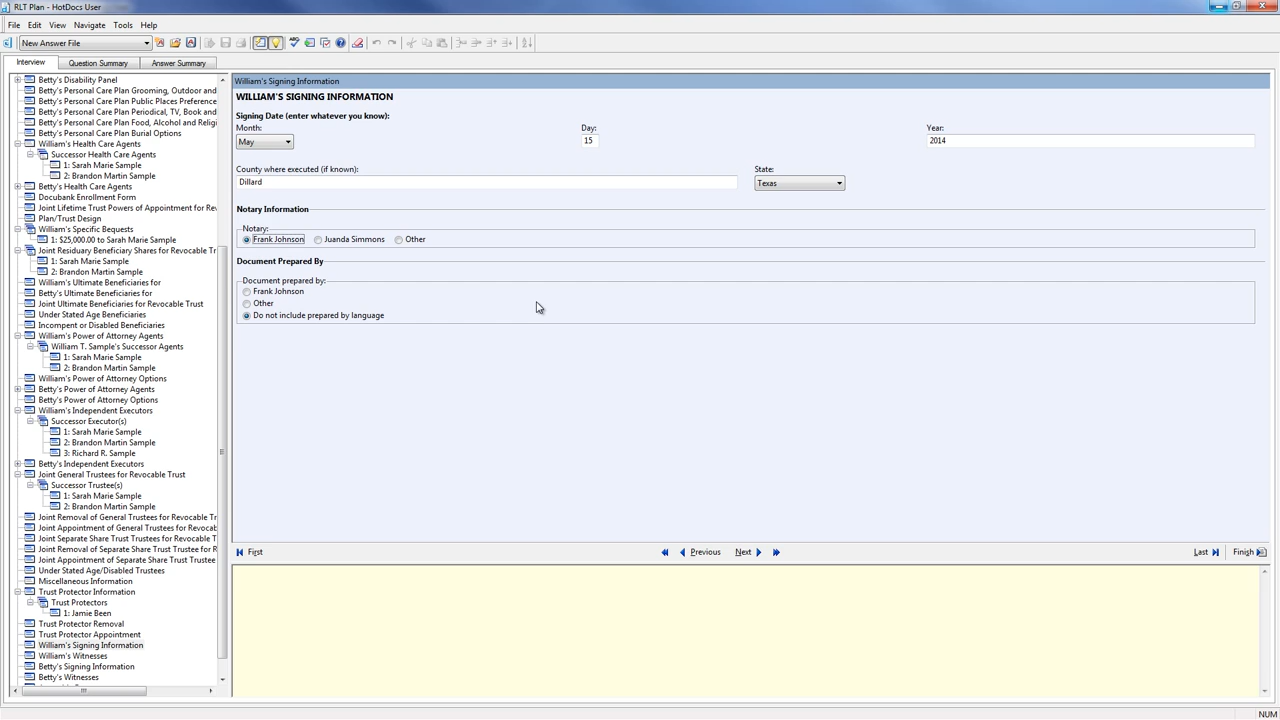 RLT Plan - HotDocs User
File Edit View Navigate Tools Help
New Answer File
Interview Question Summary Answer Summary
Betty's Disability Panel
Betty's Personal Care Plan Grooming, Outdoor and
Betty's Personal Care Plan Public Places Preference
Betty's Personal Care Plan Periodical, TV, Book and
Betty's Personal Care Plan Food, Alcohol and Religi
Betty's Personal Care Plan Burial Options
William's Health Care Agents
Successor Health Care Agents
1: Sarah Marie Sample
2: Brandon Martin Sample
Betty's Health Care Agents
Docubank Enrollment Form
Joint Lifetime Trust Powers of Appointment for Rev
Plan/Trust Design
William's Specific Bequests
1: $25,000.00 to Sarah Marie Sample
Joint Residuary Beneficiary Shares for Revocable Tr
1: Sarah Marie Sample
2: Brandon Martin Sample
William's Ultimate Beneficiaries for
Betty's Ultimate Beneficiaries for
Joint Ultimate Beneficiaries for Revocable Trust
Under Stated Age Beneficiaries
Incompetent or Disabled Beneficiaries
William's Power of Attorney Agents
William T. Sample's Successor Agents
1: Sarah Marie Sample
2: Brandon Martin Sample
William's Power of Attorney Options
Betty's Power of Attorney Agents
Betty's Power of Attorney Options
William's Independent Executors
Successor Executor(s)
1: Sarah Marie Sample
2: Brandon Martin Sample
3: Richard R. Sample
Betty's Independent Executors
Joint General Trustees for Revocable Trust
Successor Trustee(s)
1: Sarah Marie Sample
2: Brandon Martin Sample
Joint Removal of General Trustees for Revocable Tr
Joint Appointment of General Trustees for Revocab
Joint Separate Share Trust Trustees for Revocable T
Joint Removal of Separate Share Trust Trustee for R
Joint Appointment of Separate Share Trust Trustee
Under Stated Age/Disabled Trustees
Miscellaneous Information
Trust Protector Information
Trust Protectors
1: Jamie Been
Trust Protector Removal
Trust Protector Appointment
William's Signing Information
William's Witnesses
Betty's Signing Information
Betty's Witnesses
William's Signing Information
WILLIAM'S SIGNING INFORMATION
Signing Date (enter whatever you know):
Month: Day: Year:
May 15 2014
County where executed (if known): State:
Dillard Texas
Notary Information
Notary:
Frank Johnson Juanda Simmons Other
Document Prepared By
Document prepared by:
Frank Johnson
Other
Do not include prepared by language
First Previous Next Last Finish
NUM